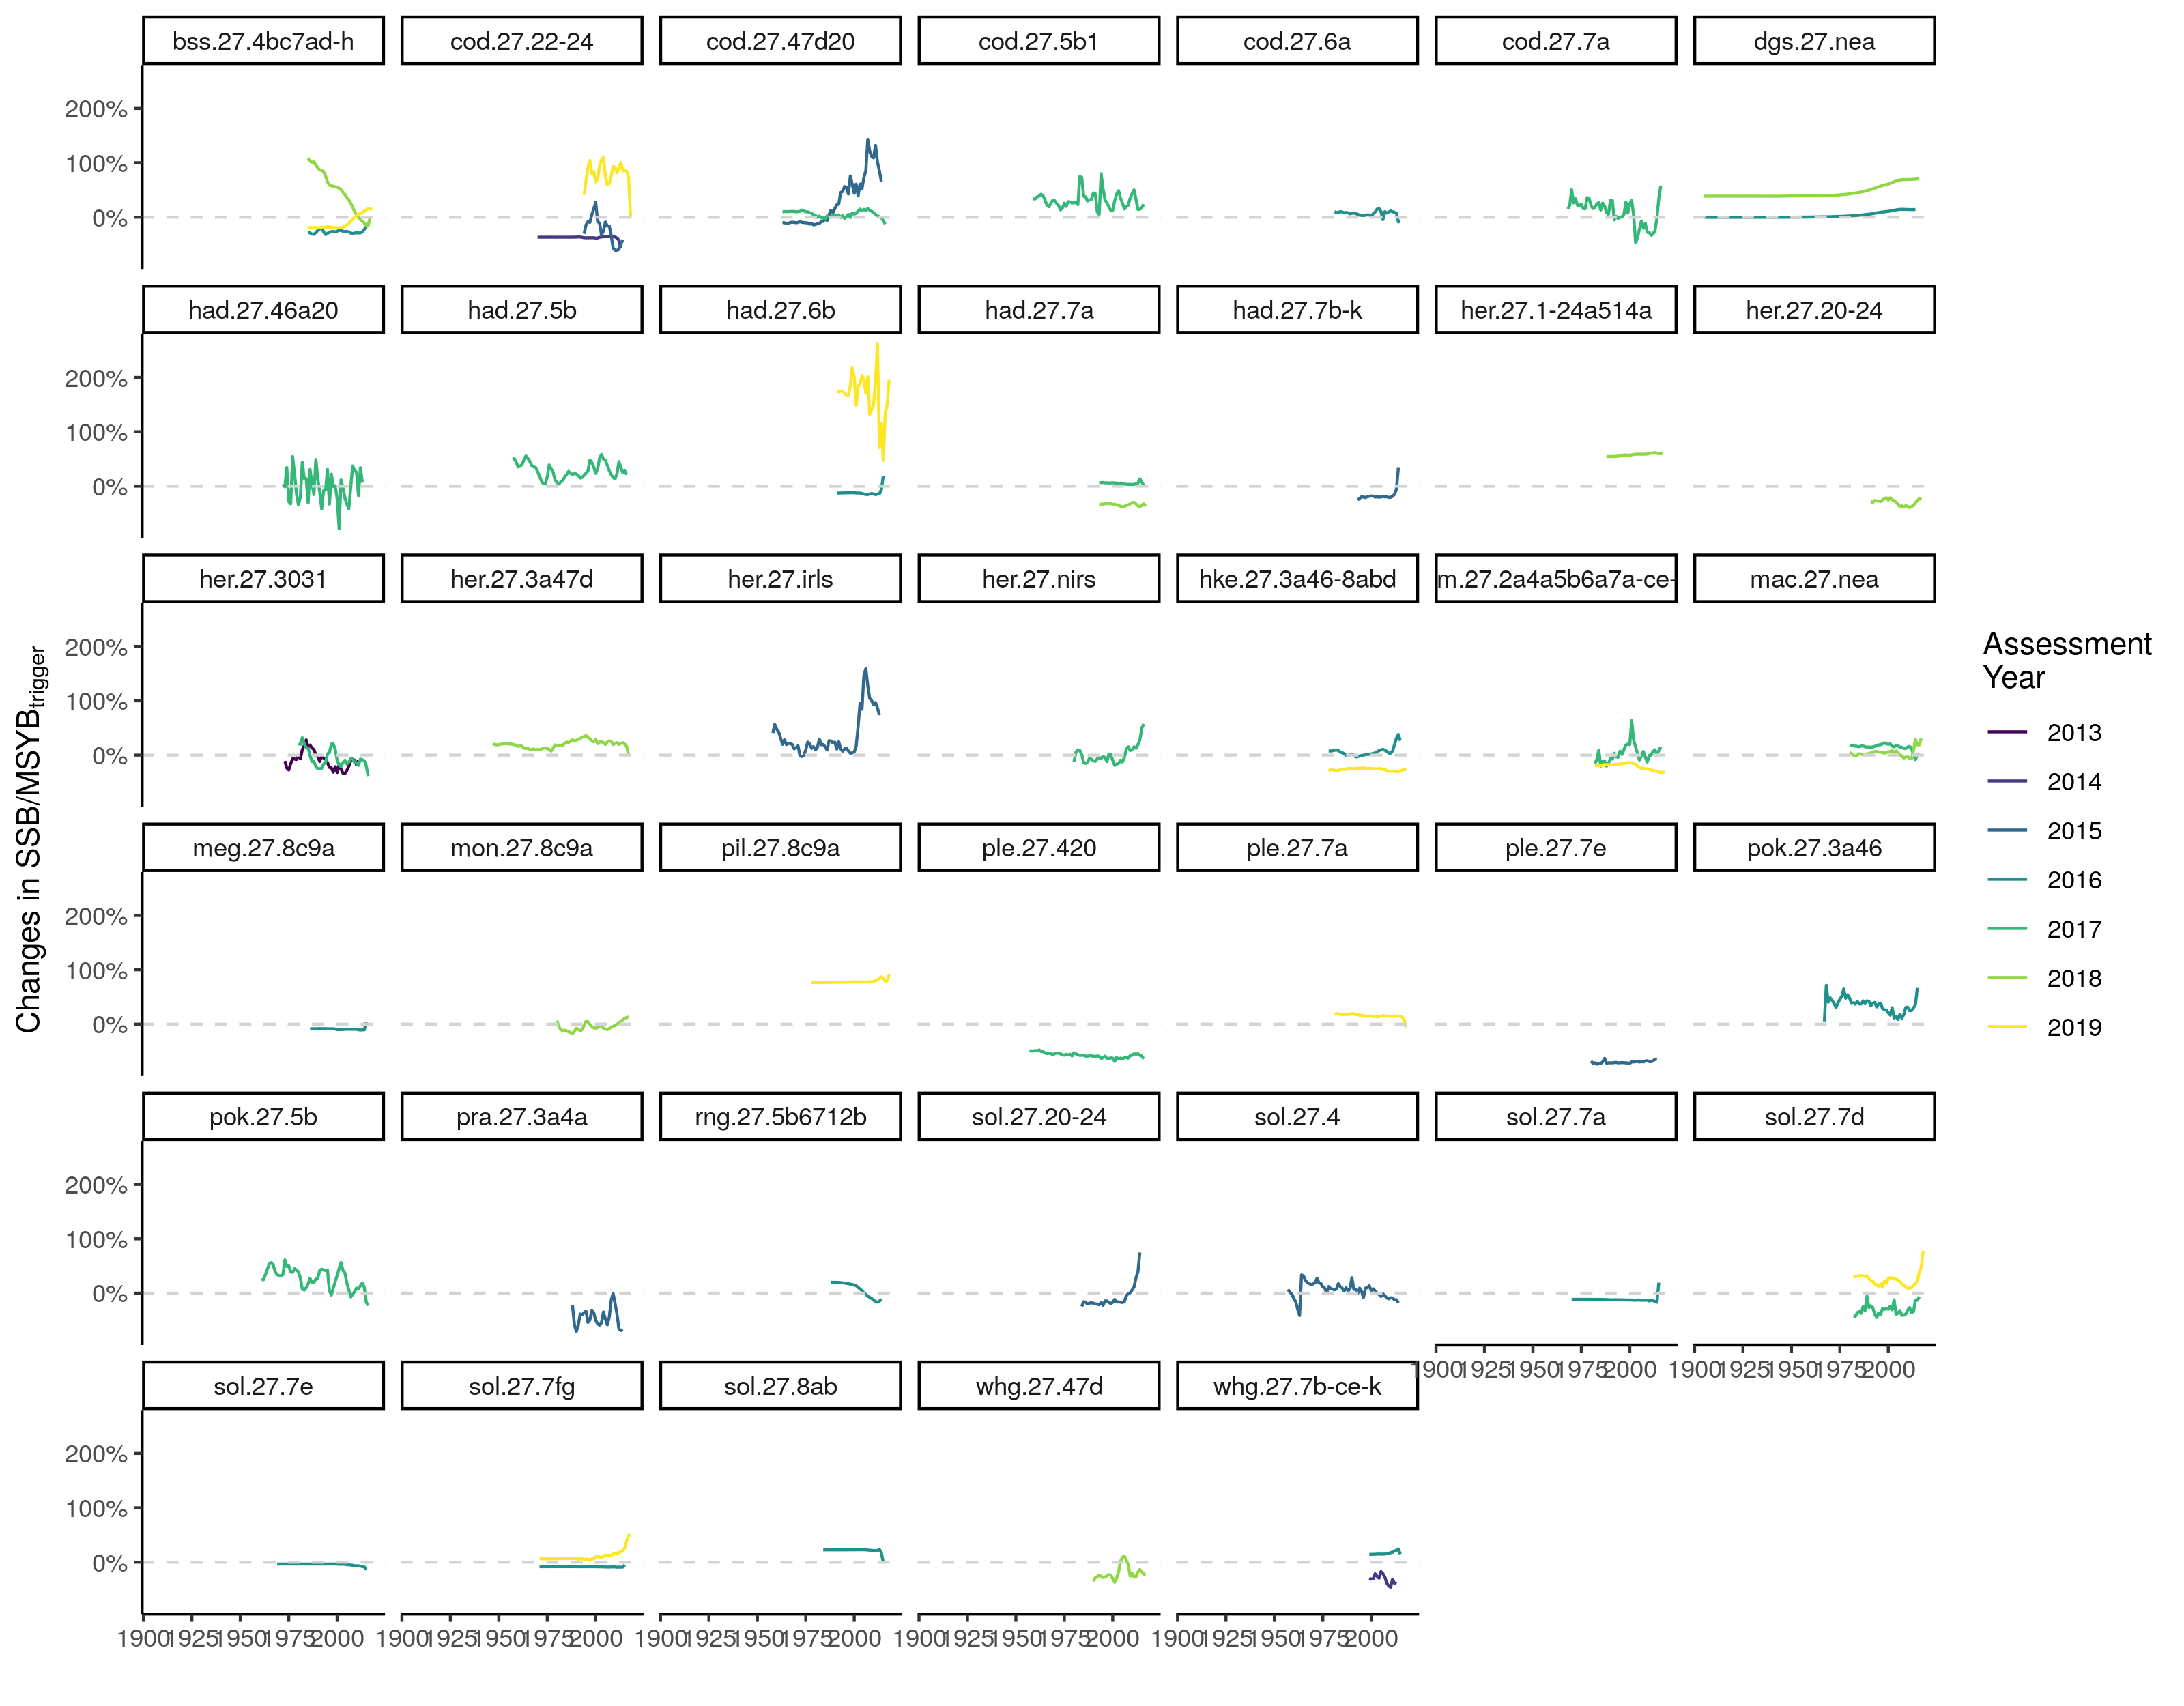 bss.27.4bc7ad-h cod.27.22-24 cod.27.47d20 cod.27.5b1 cod.27.6a cod.27.7a dgs.27.nea
200%
100%
0%
had.27.46a20 had.27.5b had.27.6b had.27.7a had.27.7b-k her.27.1-24a514a her.27.20-24
200%
100%
0%
her.27.3031 her.27.3a47d her.27.irls her.27.nirs hke.27.3a46-8abd m.27.2a4a5b6a7a-ce- mac.27.nea
200%
100%
0%
meg.27.8c9a mon.27.8c9a pil.27.8c9a ple.27.420 ple.27.7a ple.27.7e pok.27.3a46
200%
100%
0%
pok.27.5b pra.27.3a4a rng.27.5b6712b sol.27.20-24 sol.27.4 sol.27.7a sol.27.7d
200%
100%
0%
1900 1925 1950 1975 2000 1900 1925 1950 1975 2000
sol.27.7e sol.27.7fg sol.27.8ab whg.27.47d whg.27.7b-ce-k
200%
100%
0%
1900 1925 1950 1975 2000 1900 1925 1950 1975 2000 1900 1925 1950 1975 2000 1900 1925 1950 1975 2000 1900 1925 1950 1975 2000
Changes in SSB/MSYBtrigger
Assessment
Year
2013
2014
2015
2016
2017
2018
2019